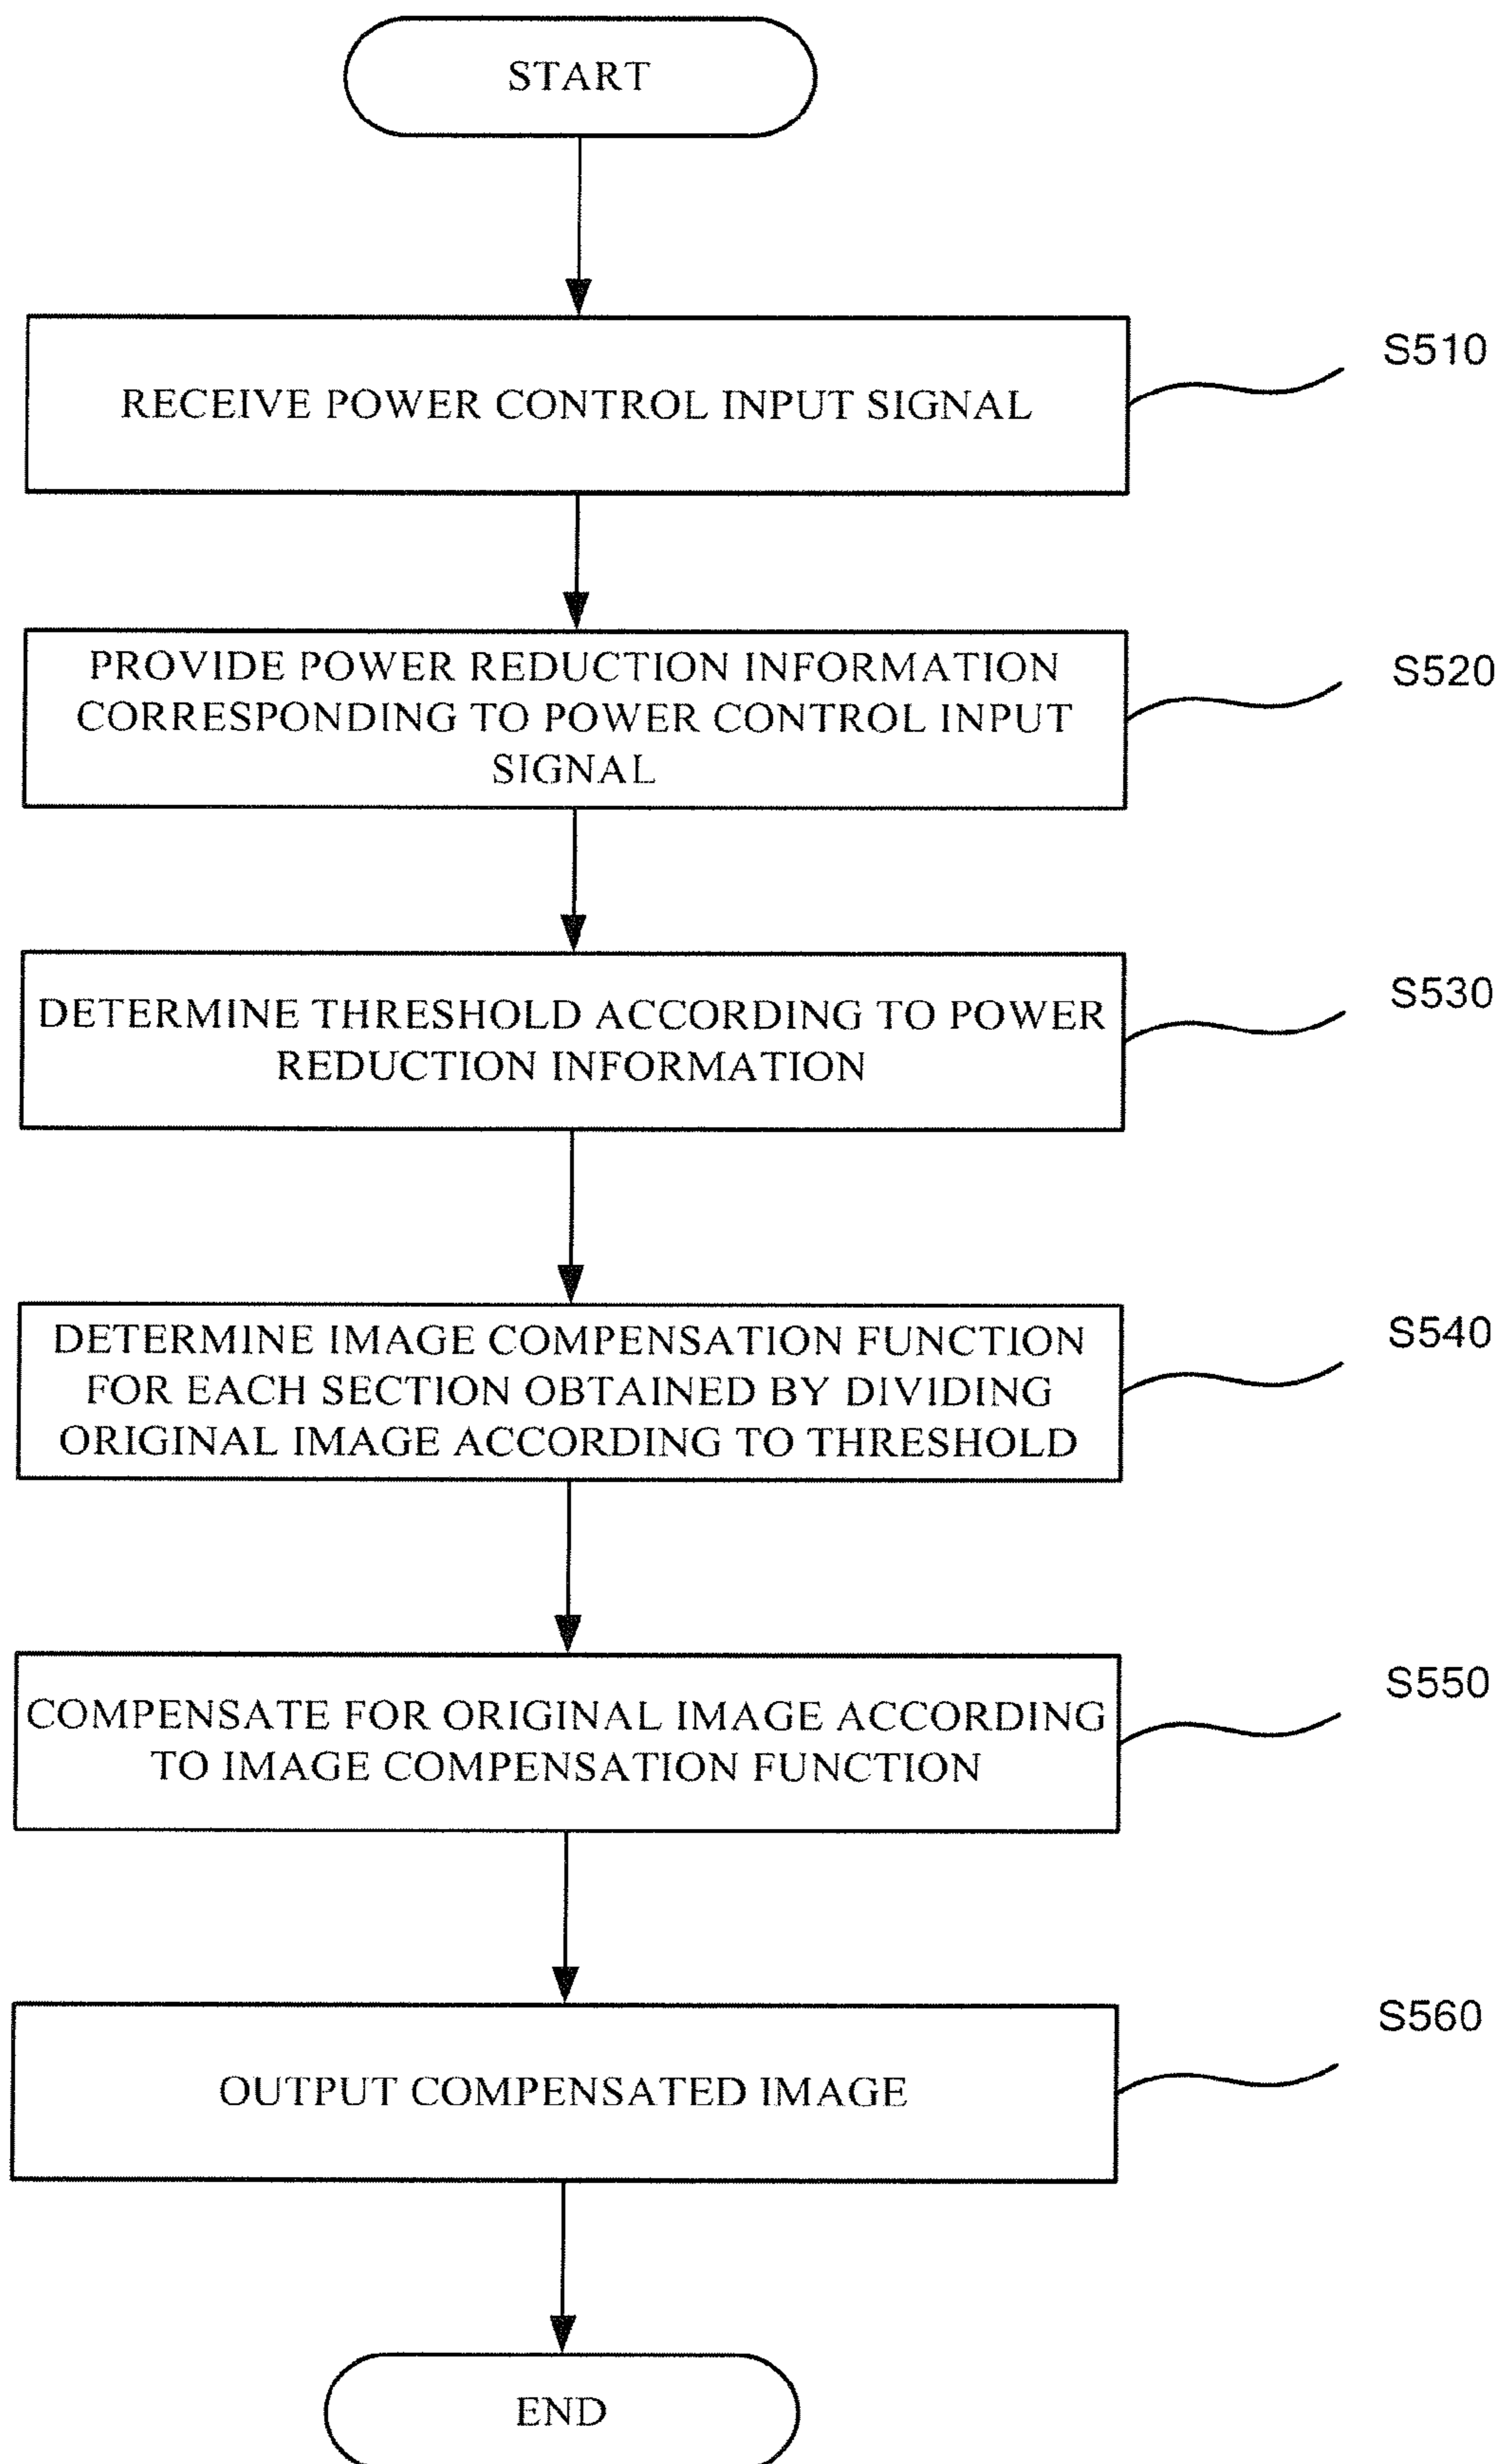 START
RECEIVE POWER CONTROL INPUT SIGNAL
S510
PROVIDE POWER REDUCTION INFORMATION
CORRESPONDING TO POWER CONTROL INPUT
SIGNAL
S520
DETERMINE THRESHOLD ACCORDING TO POWER
REDUCTION INFORMATION
S530
DETERMINE IMAGE COMPENSATION FUNCTION
FOR EACH SECTION OBTAINED BY DIVIDING
ORIGINAL IMAGE ACCORDING TO THRESHOLD
S540
COMPENSATE FOR ORIGINAL IMAGE ACCORDING
TO IMAGE COMPENSATION FUNCTION
S550
OUTPUT COMPENSATED IMAGE
S560
END